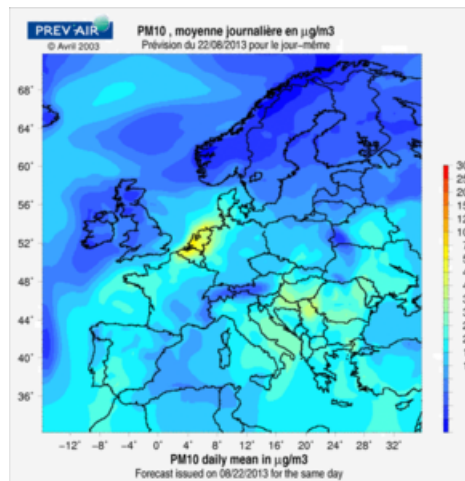 PREV'AIR
© Avril 2003
PM10 , moyenne journalière en µg/m3
Prévision du 22/08/2013 pour le jour-même
68°
64°
60°
56°
52°
48°
44°
40°
36°
−12° −8° −4° 0° 4° 8° 12° 16° 20° 24° 28° 32°
PM10 daily mean in µg/m3
Forecast issued on 08/22/2013 for the same day